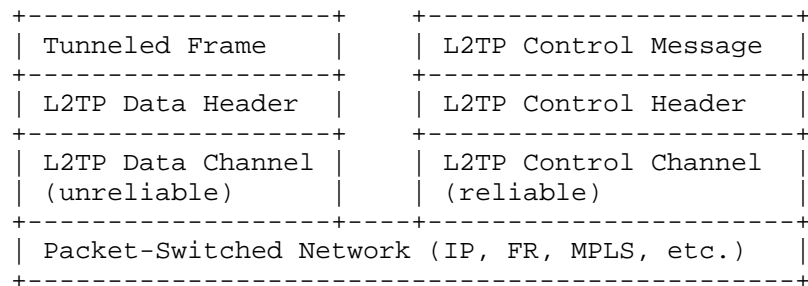 Tunneled Frame
L2TP Control Message
L2TP Data Header
L2TP Control Header
L2TP Data Channel
(unreliable)
L2TP Control Channel
(reliable)
Packet-Switched Network (IP, FR, MPLS, etc.)